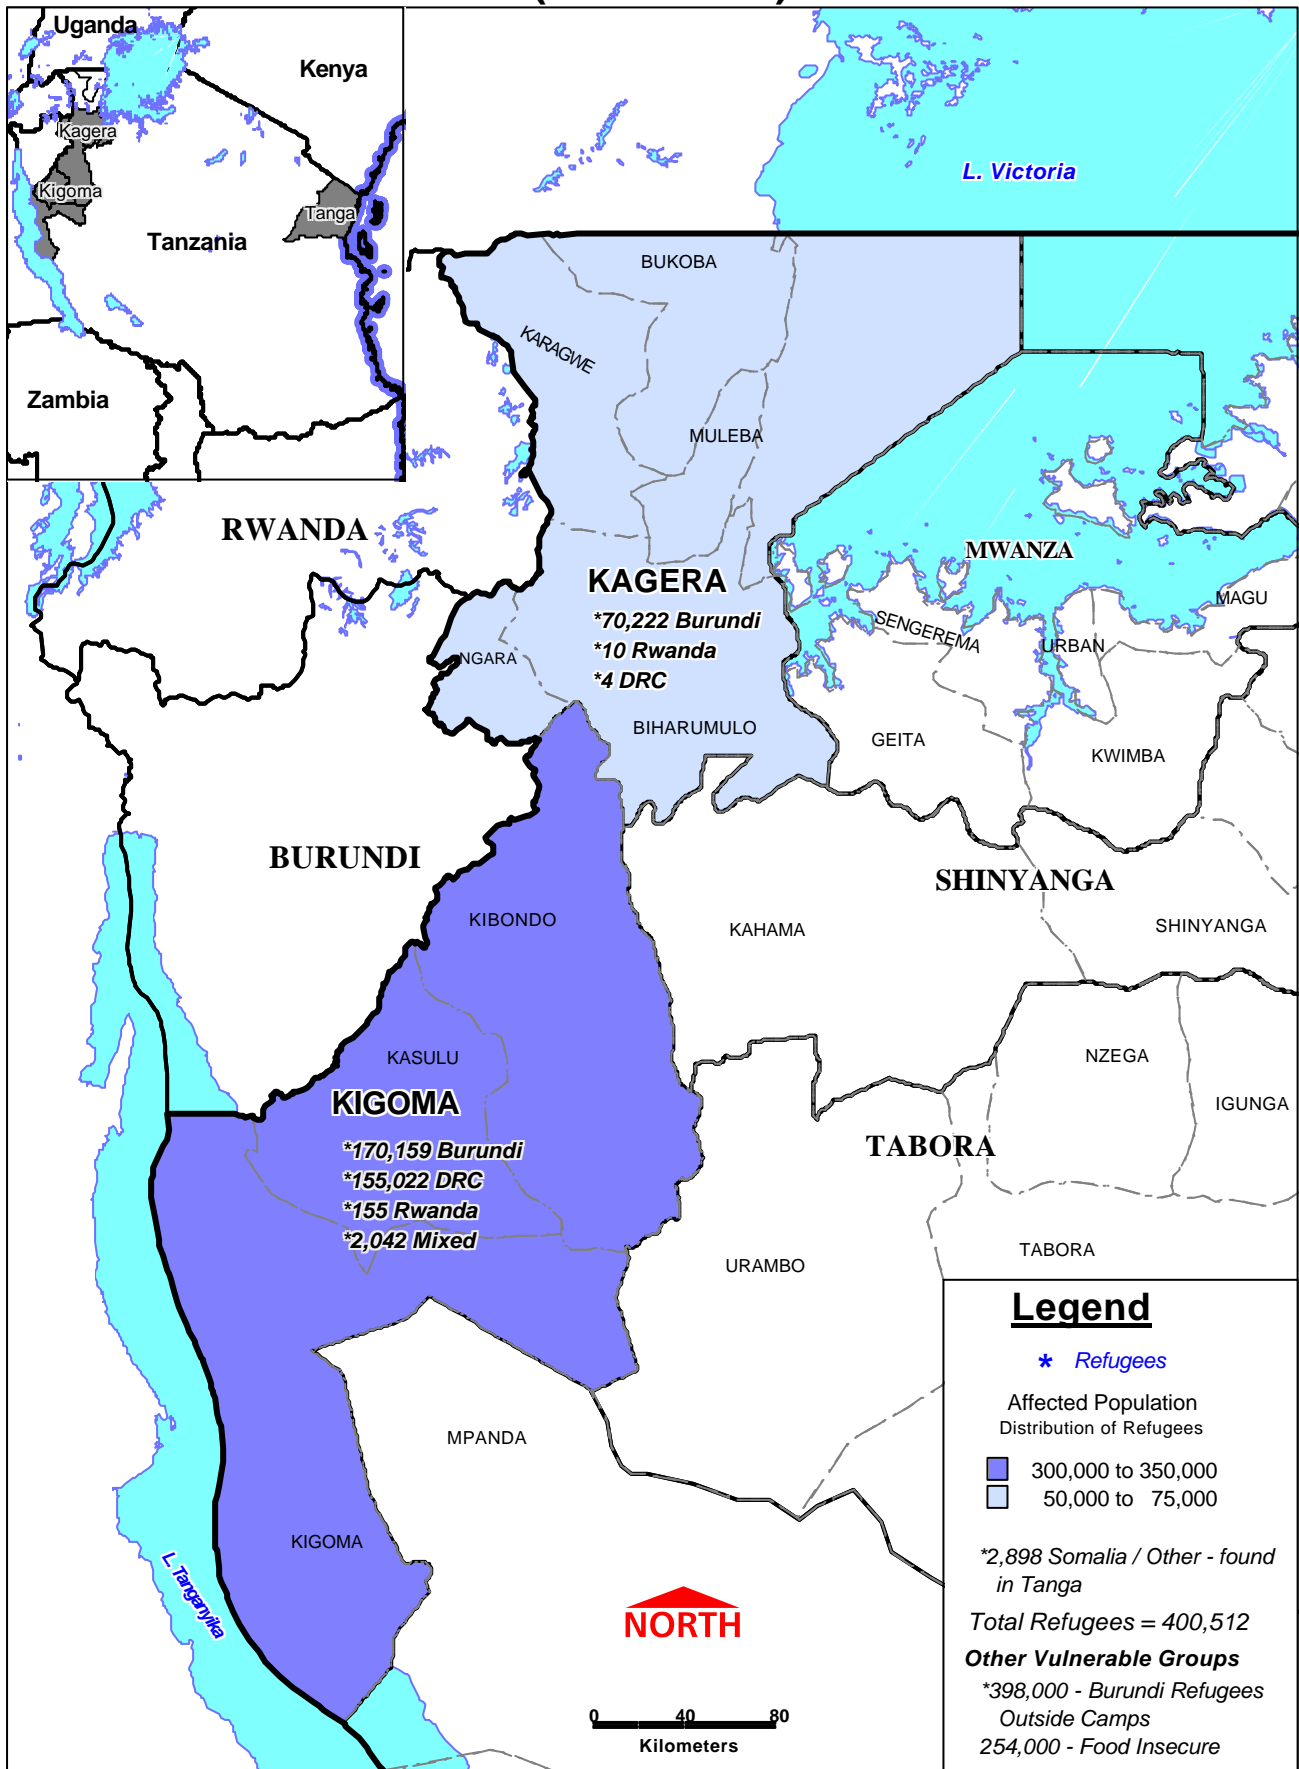 Uganda
Kenya
Kagera
Kigoma
Tanga
Tanzania
Zambia
L. Victoria
BUKOBA
KARAGWE
MULEBA
RWANDA
MWANZA
KAGERA
*70,222 Burundi
*10 Rwanda
*4 DRC
NGARA
BIHARUMULO
SENGEREMA
URBAN
MAGU
GEITA
KWIMBA
BURUNDI
SHINYANGA
KIBONDO
KAHAMA
SHINYANGA
KASULU
NZEGA
IGUNGA
KIGOMA
*170,159 Burundi
*155,022 DRC
*155 Rwanda
*2,042 Mixed
TABORA
URAMBO
TABORA
MPANDA
KIGOMA
L. Tanganyika
NORTH
0 40 80
Kilometers
Legend
* Refugees
Affected Population
Distribution of Refugees
300,000 to 350,000
50,000 to 75,000
*2,898 Somalia / Other - found
in Tanga
Total Refugees = 400,512
Other Vulnerable Groups
*398,000 - Burundi Refugees
Outside Camps
254,000 - Food Insecure